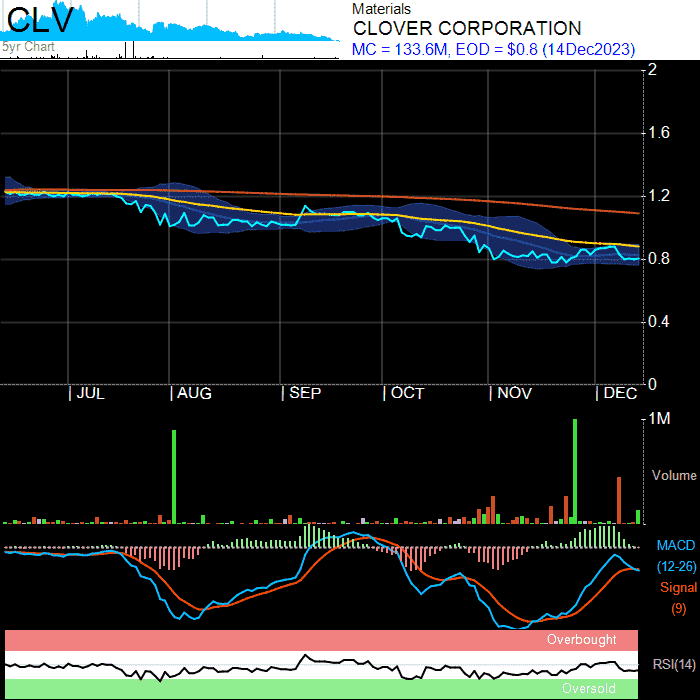 CLV
5yr Chart
Materials
CLOVER CORPORATION
MC = 133.6M, EOD = $0.8 (14Dec2023)
2
1.6
1.2
0.8
0.4
0
| JUL | AUG | SEP | OCT | NOV | DEC
1M
Volume
MACD
(12-26)
Signal
(9)
Overbought
RSI(14)
Oversold